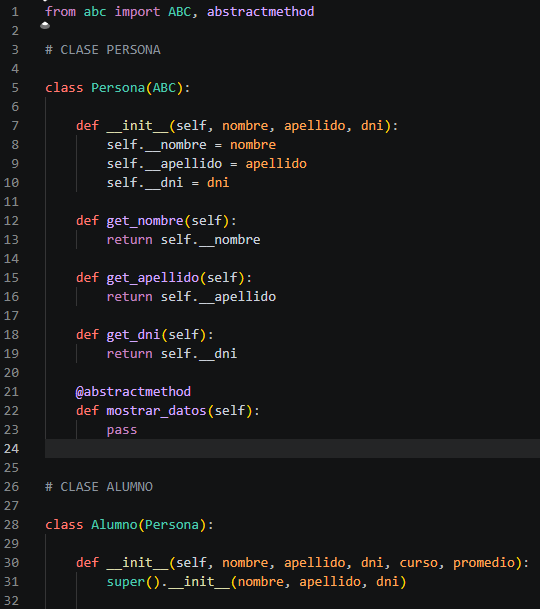 1 from abc import ABC, abstractmethod
2
3 # CLASE PERSONA
4
5 class Persona(ABC):
6
7     def __init__(self, nombre, apellido, dni):
8         self.__nombre = nombre
9         self.__apellido = apellido
10         self.__dni = dni
11
12     def get_nombre(self):
13         return self.__nombre
14
15     def get_apellido(self):
16         return self.__apellido
17
18     def get_dni(self):
19         return self.__dni
20
21     @abstractmethod
22     def mostrar_datos(self):
23         pass
24
25
26 # CLASE ALUMNO
27
28 class Alumno(Persona):
29
30     def __init__(self, nombre, apellido, dni, curso, promedio):
31         super().__init__(nombre, apellido, dni)
32